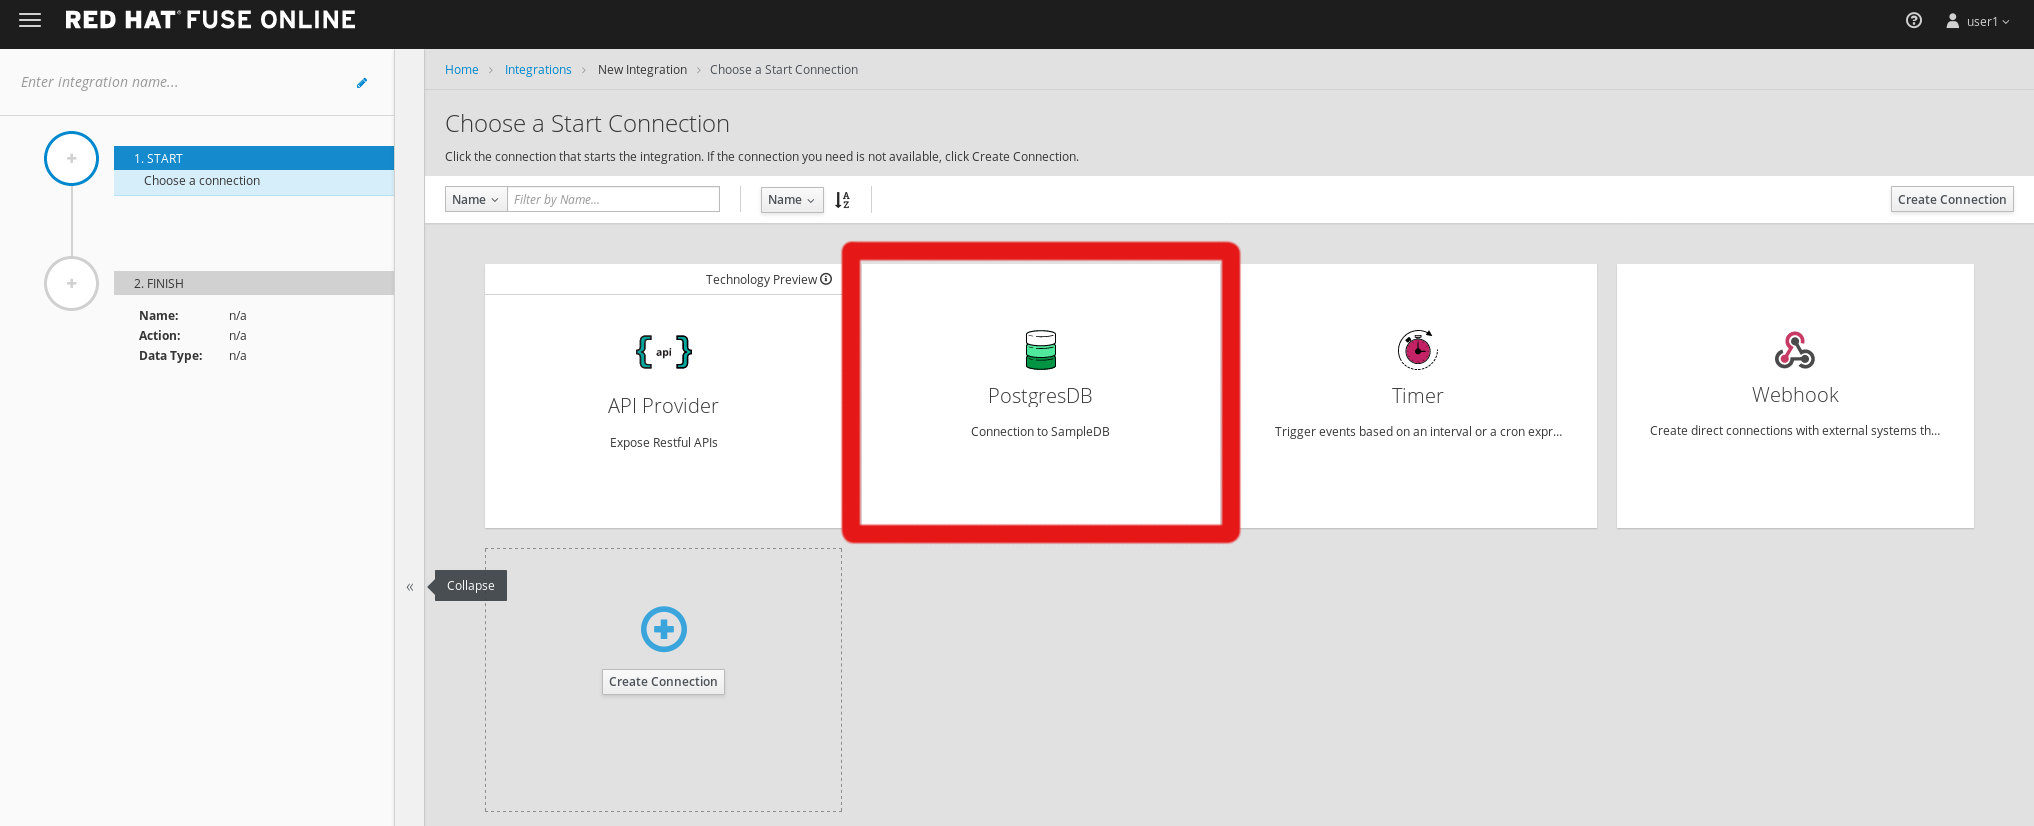 RED HAT® FUSE ONLINE
user1
Enter integration name...
1. START
Choose a connection
2. FINISH
Name: n/a
Action: n/a
Data Type: n/a
Home › Integrations › New Integration › Choose a Start Connection
Choose a Start Connection
Click the connection that starts the integration. If the connection you need is not available, click Create Connection.
Name Filter by Name... Name Create Connection
Technology Preview
{ api }
API Provider
Expose Restful APIs
PostgresDB
Connection to SampleDB
Timer
Trigger events based on an interval or a cron expr...
Webhook
Create direct connections with external systems th...
« Collapse
Create Connection